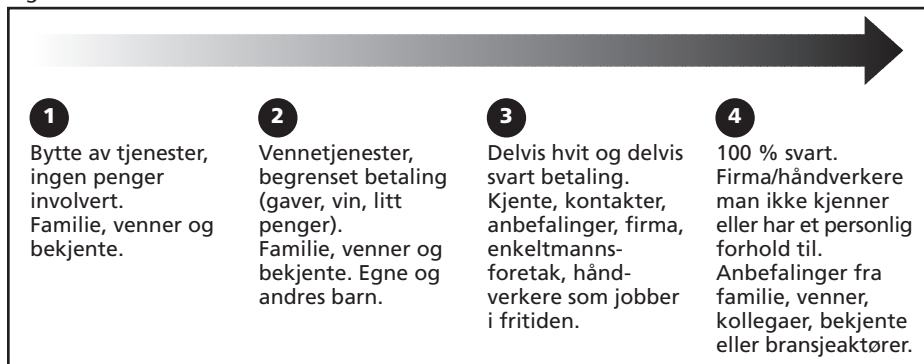 1
Bytte av tjenester,
ingen penger
involvert.
Familie, venner og
bekjente.
2
Vennetjenester,
begrenset betaling
(gaver, vin, litt
penger).
Familie, venner og
bekjente. Egne og
andres barn.
3
Delvis hvit og delvis
svart betaling.
Kjente, kontakter,
anbefalinger, firma,
enkeltmanns-
foretak, hånd-
verkere som jobber
i fritiden.
4
100 % svart.
Firma/håndverkere
man ikke kjenner
eller har et personlig
forhold til.
Anbefalinger fra
familie, venner,
kollegaer, bekjente
eller bransjeaktører.